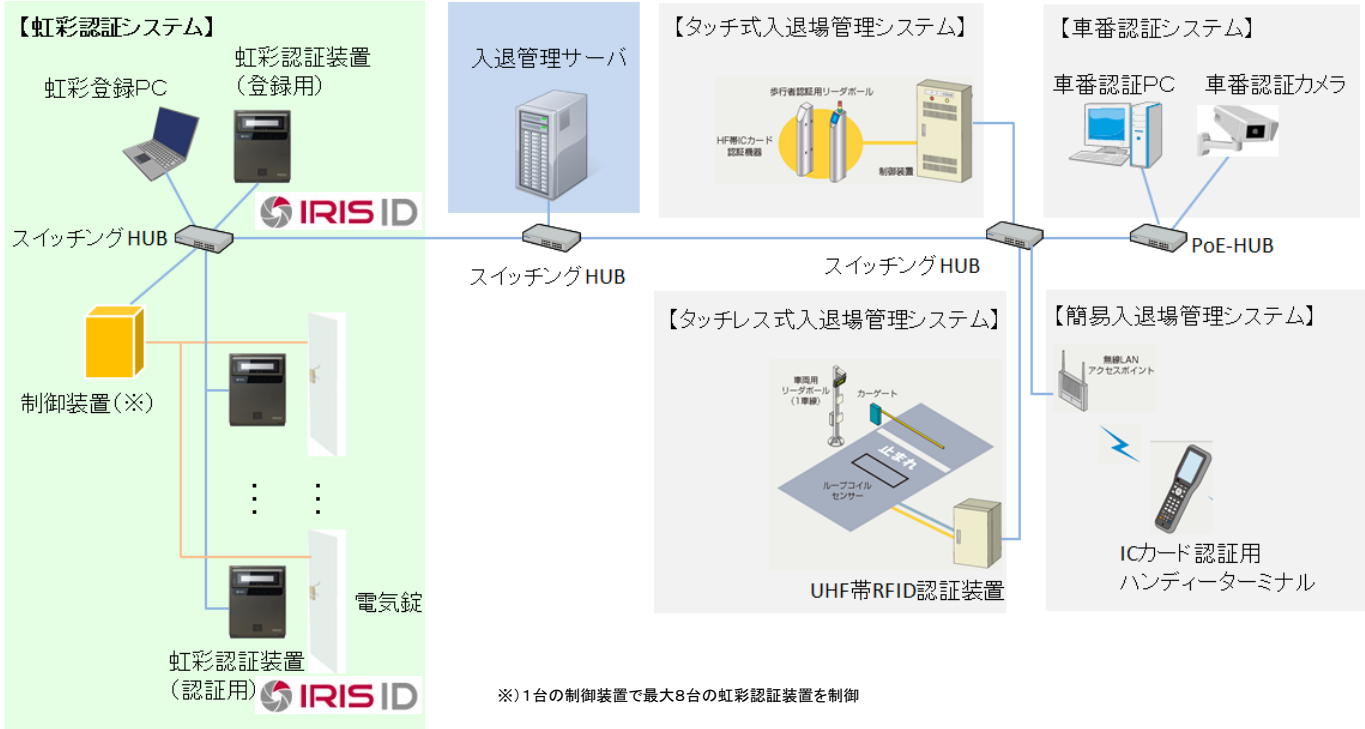 【虹彩認証システム】
虹彩登録PC
虹彩認証装置
(登録用)
IRIS ID
スイッチングHUB
制御装置(※)
電気錠
虹彩認証装置
(認証用)
IRIS ID
入退管理サーバ
スイッチングHUB
【タッチ式入退場管理システム】
歩行者認証用リーダポール
HF帯ICカード
認証機器
制御装置
スイッチングHUB
【車番認証システム】
車番認証PC
車番認証カメラ
PoE-HUB
【タッチレス式入退場管理システム】
車両用
リーダポール
(1車線)
カーゲート
止まれ
ループコイル
センサー
UHF帯RFID認証装置
【簡易入退場管理システム】
無線LAN
アクセスポイント
ICカード認証用
ハンディーターミナル
※)1台の制御装置で最大8台の虹彩認証装置を制御